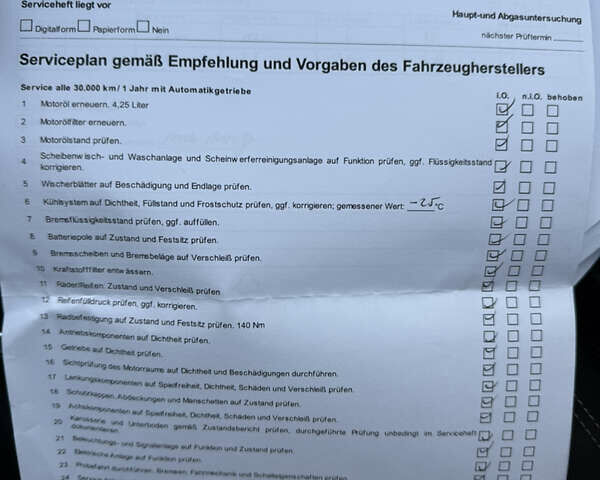 Serviceheft liegt vor
Haupt-und Abgasuntersuchung
Digitalform Papierform Nein
nächster Prüftermin
Serviceplan gemäß Empfehlung und Vorgaben des Fahrzeugherstellers
Service alle 30.000 km/ 1 Jahr mit Automatikgetriebe
i.O. n.i.O. behoben
1 Motoröl erneuern. 4,25 Liter
2 Motorölfilter erneuern.
3 Motorölstand prüfen.
4 Scheibenwisch- und Waschanlage und Scheinwerferreinigungsanlage auf Funktion prüfen, ggf. Flüssigkeitsstand
korrigieren.
5 Wischerblätter auf Beschädigung und Endlage prüfen.
6 Kühlsystem auf Dichtheit, Füllstand und Frostschutz prüfen, ggf. korrigieren; gemessener Wert: -25 °C
7 Bremsflüssigkeitsstand prüfen, ggf. auffüllen.
8 Batteriepole auf Zustand und Festsitz prüfen.
9 Bremsscheiben und Bremsbeläge auf Verschleiß prüfen.
10 Kraftstofffilter entwässern.
11 Räder/Reifen. Zustand und Verschleiß prüfen
12 Reifenfülldruck prüfen, ggf. korrigieren.
13 Radbefestigung auf Zustand und Festsitz prüfen. 140 Nm
14 Antriebskomponenten auf Dichtheit prüfen.
15 Getriebe auf Dichtheit prüfen.
16 Sichtprüfung des Motorraums auf Dichtheit und Beschädigungen durchführen.
17 Lenkungskomponenten auf Spielfreiheit, Dichtheit, Schäden und Verschleiß prüfen.
18 Schutzkappen, Abdeckungen und Manschetten auf Zustand prüfen.
19 Achskomponenten auf Spielfreiheit, Dichtheit, Schäden und Verschleiß prüfen.
20 Karosserie und Unterboden gemäß Zustandsbericht prüfen, durchgeführte Prüfung unbedingt im Serviceheft
dokumentieren
21 Beleuchtungs- und Signalanlage auf Funktion und Zustand prüfen.
22 Elektrische Anlage auf Funktion prüfen.
23 Probefahrt durchführen. Bremsen, Fahrmechanik und
24